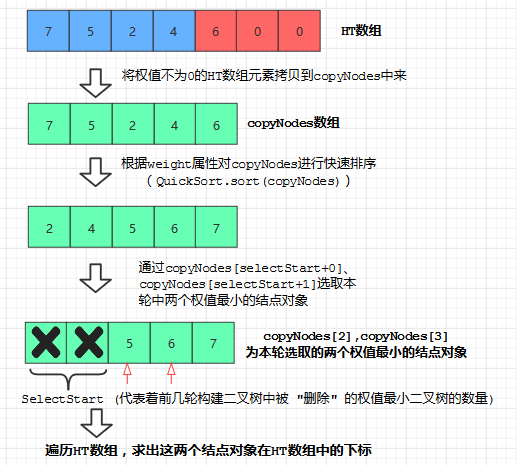 7 5 2 4 6 0 0 HT数组
将权值不为0的HT数组元素拷贝到copyNodes中来
7 5 2 4 6 copyNodes数组
根据weight属性对copyNodes进行快速排序
( QuickSort.sort(copyNodes) )
2 4 5 6 7
通过copyNodes[selectStart+0]、
copyNodes[selectStart+1]选取本
轮中两个权值最小的结点对象
copyNodes[2],copyNodes[3]
为本轮选取的两个权值最小的结点对象
5 6 7
SelectStart (代表着前几轮构建二叉树中被 "删除" 的权值最小二叉树的数量)
遍历HT数组，求出这两个结点对象在HT数组中的下标